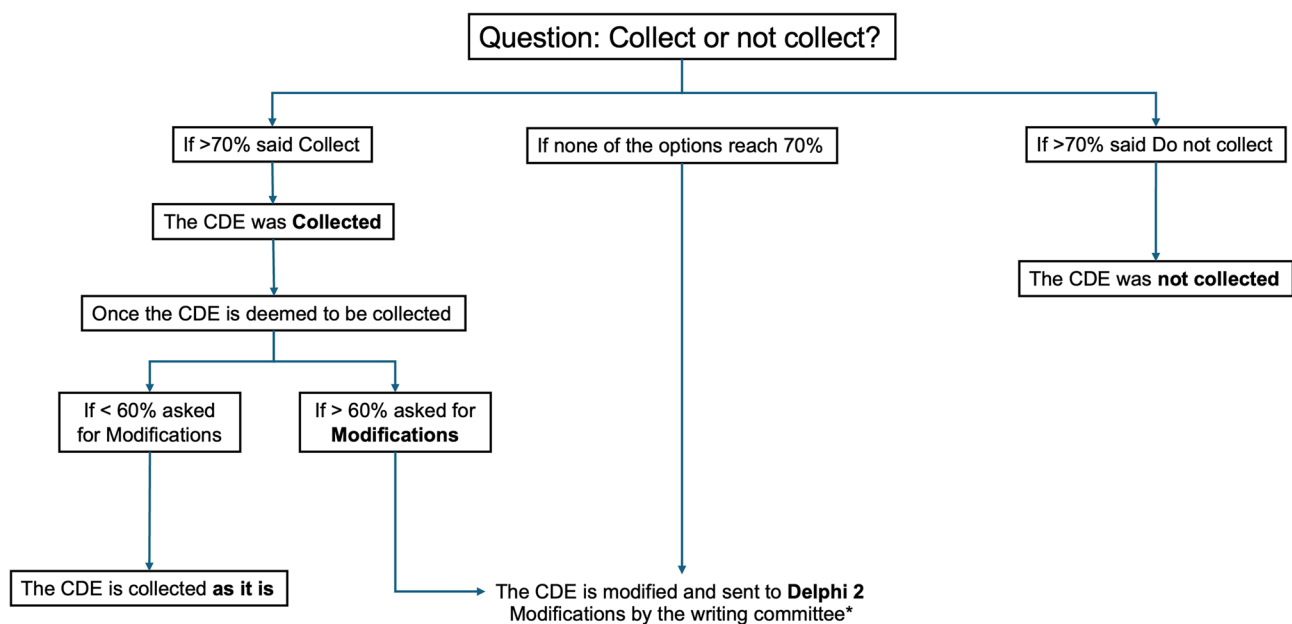 Question: Collect or not collect?
If >70% said Collect
If none of the options reach 70%
If >70% said Do not collect
The CDE was Collected
The CDE was not collected
Once the CDE is deemed to be collected
If < 60% asked
for Modifications
If > 60% asked for
Modifications
The CDE is collected as it is
The CDE is modified and sent to Delphi 2
Modifications by the writing committee*